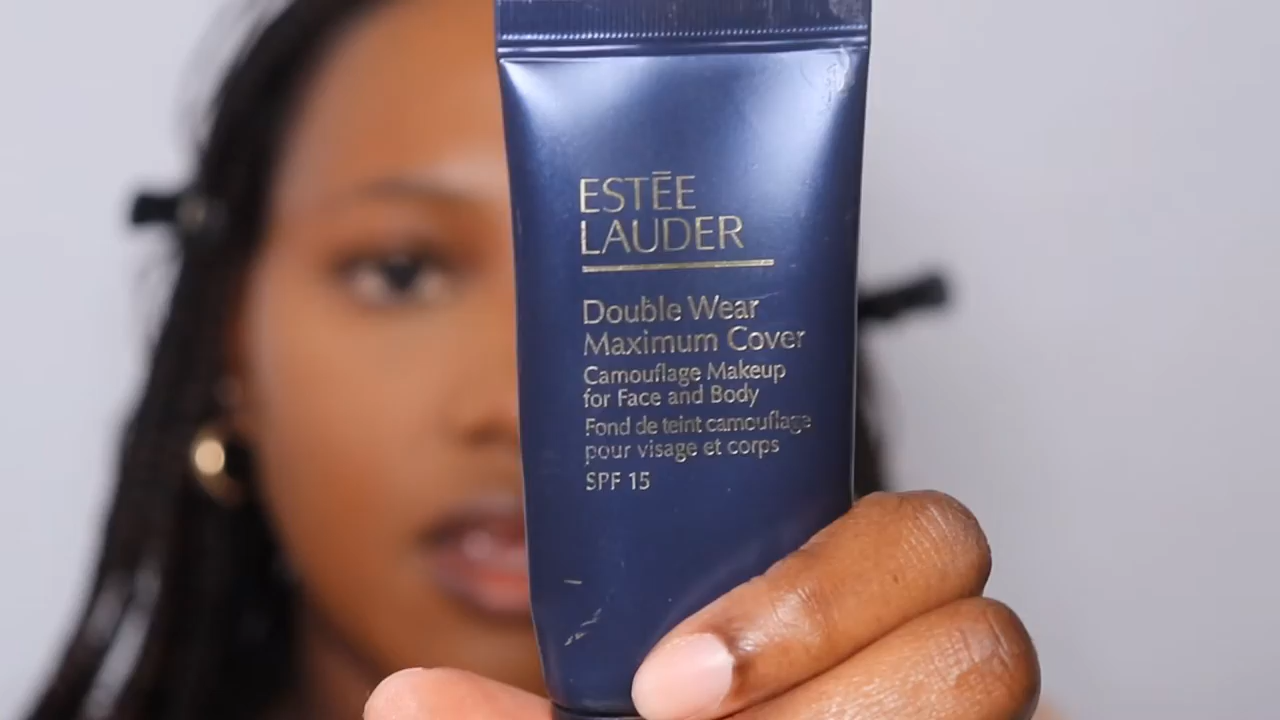 ESTĒE
LAUDER
Double Wear
Maximum Cover
Camouflage Makeup
for Face and Body
Fond de teint camouflage
pour visage et corps
SPF 15